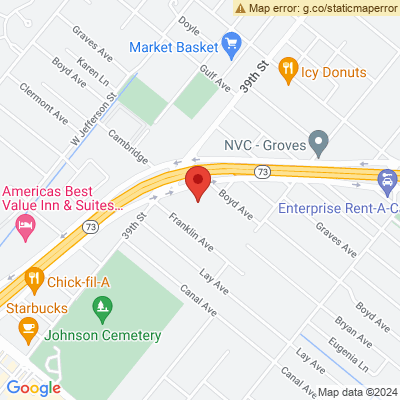 Map error: g.co/staticmaperror
Doyle
Graves Ave
Market Basket
Karen Ln
Boyd Ave
39th St
Gulf Ave
Icy Donuts
Clermont Ave
W Jefferson St
Cambridge
NVC - Groves
73
Americas Best
Value Inn & Suites...
Boyd Ave
Enterprise Rent-A-C
73
39th St
Franklin Ave
Graves Ave
Chick-fil-A
Lay Ave
Starbucks
Canal Ave
Johnson Cemetery
Boyd Ave
Bryan Ave
Eugenia Ln
Lay Ave
Canal Ave
Google
Map data ©2024